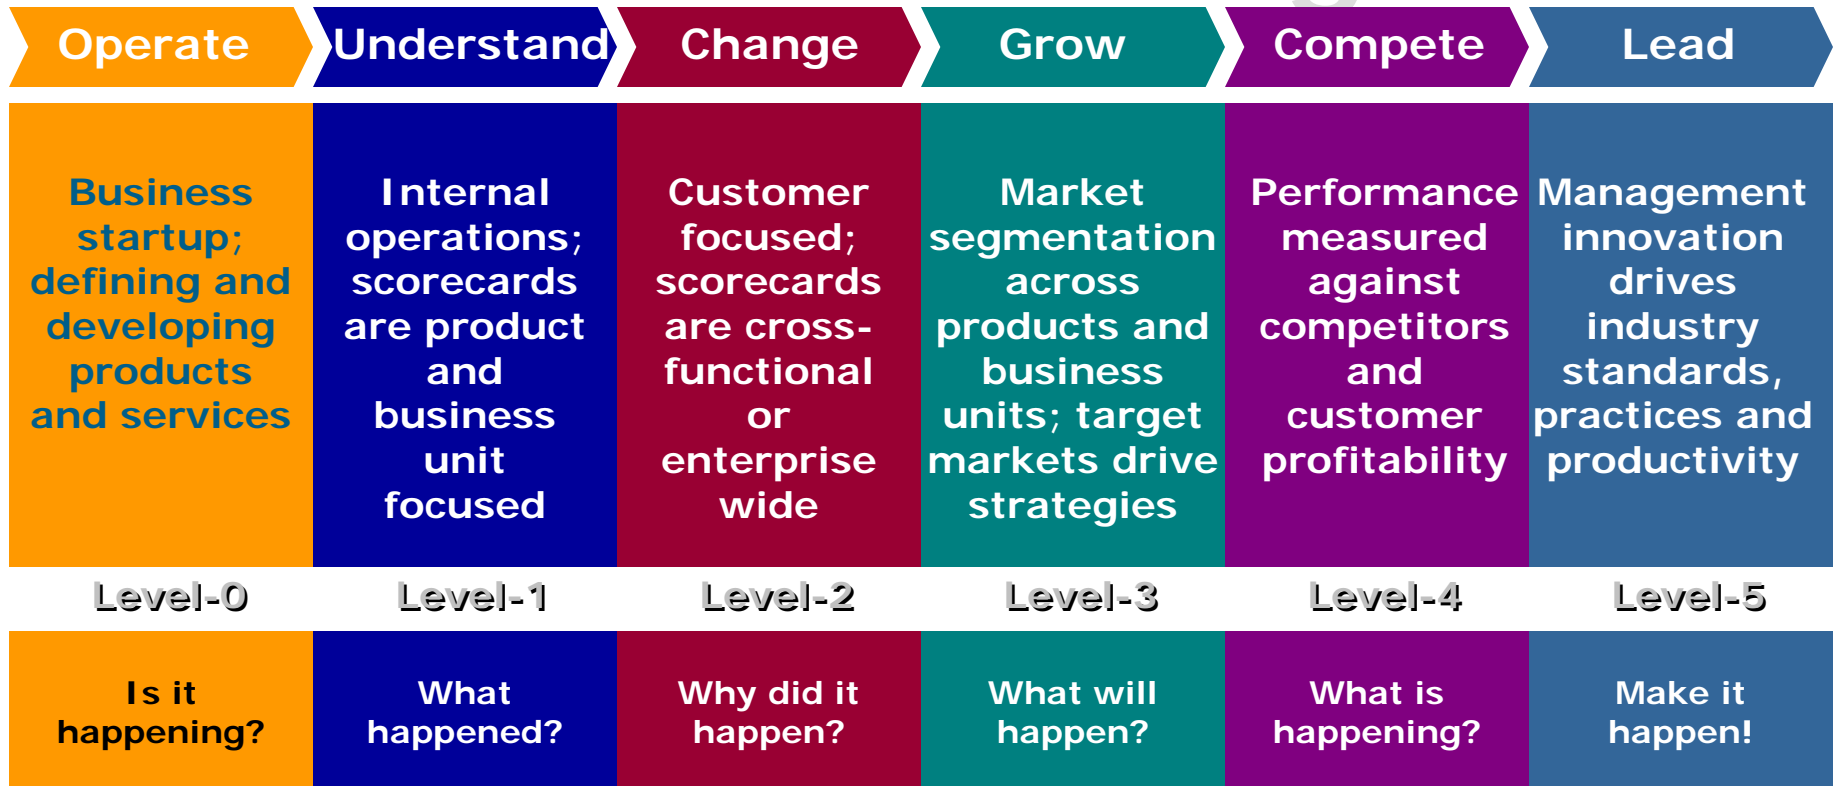 Operate
Understand
Change
Grow
Compete
Lead
Business
startup;
defining and
developing
products
and services
Internal
operations;
scorecards
are product
and
business
unit
focused
Customer
focused;
scorecards
are cross-
functional
or
enterprise
wide
Market
segmentation
across
products and
business
units; target
markets drive
strategies
Performance
measured
against
competitors
and
customer
profitability
Management
innovation
drives
industry
standards,
practices and
productivity
Level-0
Level-1
Level-2
Level-3
Level-4
Level-5
Is it
happening?
What
happened?
Why did it
happen?
What will
happen?
What is
happening?
Make it
happen!